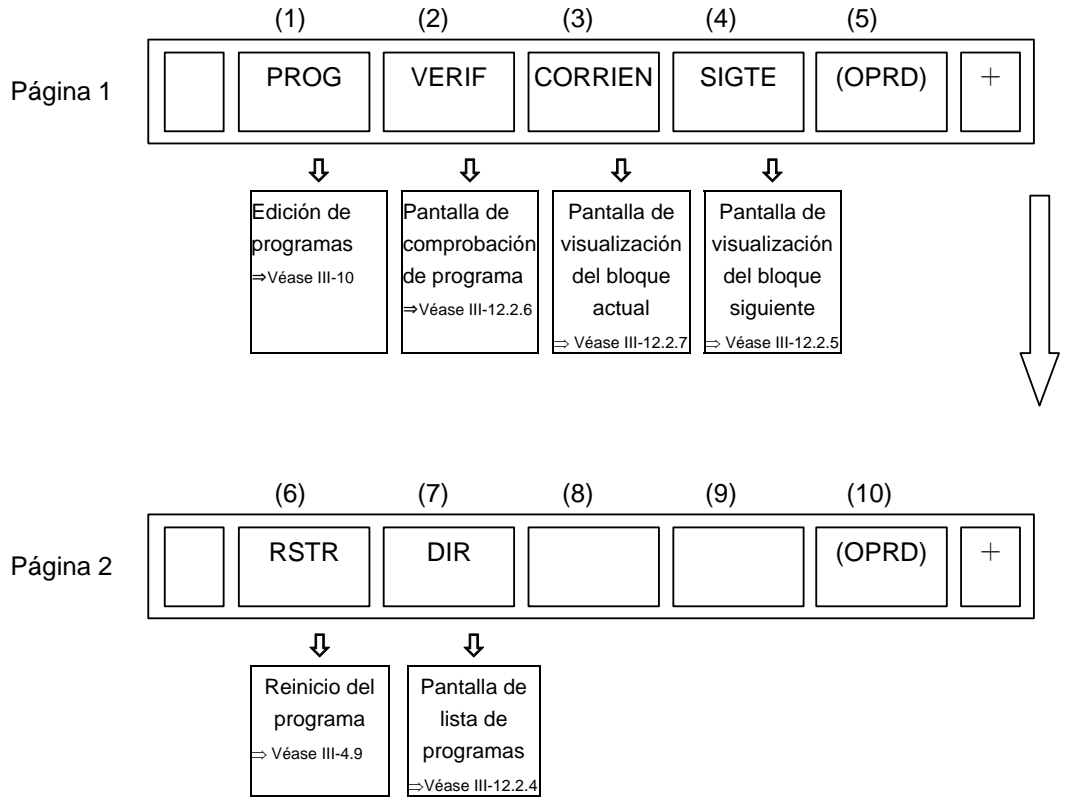 (1) (2) (3) (4) (5)
Página 1 PROG VERIF CORRIEN SIGTE (OPRD) +
Edición de
programas
⇒Véase III-10
Pantalla de
comprobación
de programa
⇒Véase III-12.2.6
Pantalla de
visualización
del bloque
actual
⇒ Véase III-12.2.7
Pantalla de
visualización
del bloque
siguiente
⇒ Véase III-12.2.5
(6) (7) (8) (9) (10)
Página 2 RSTR DIR (OPRD) +
Reinicio del
programa
⇒ Véase III-4.9
Pantalla de
lista de
programas
⇒Véase III-12.2.4